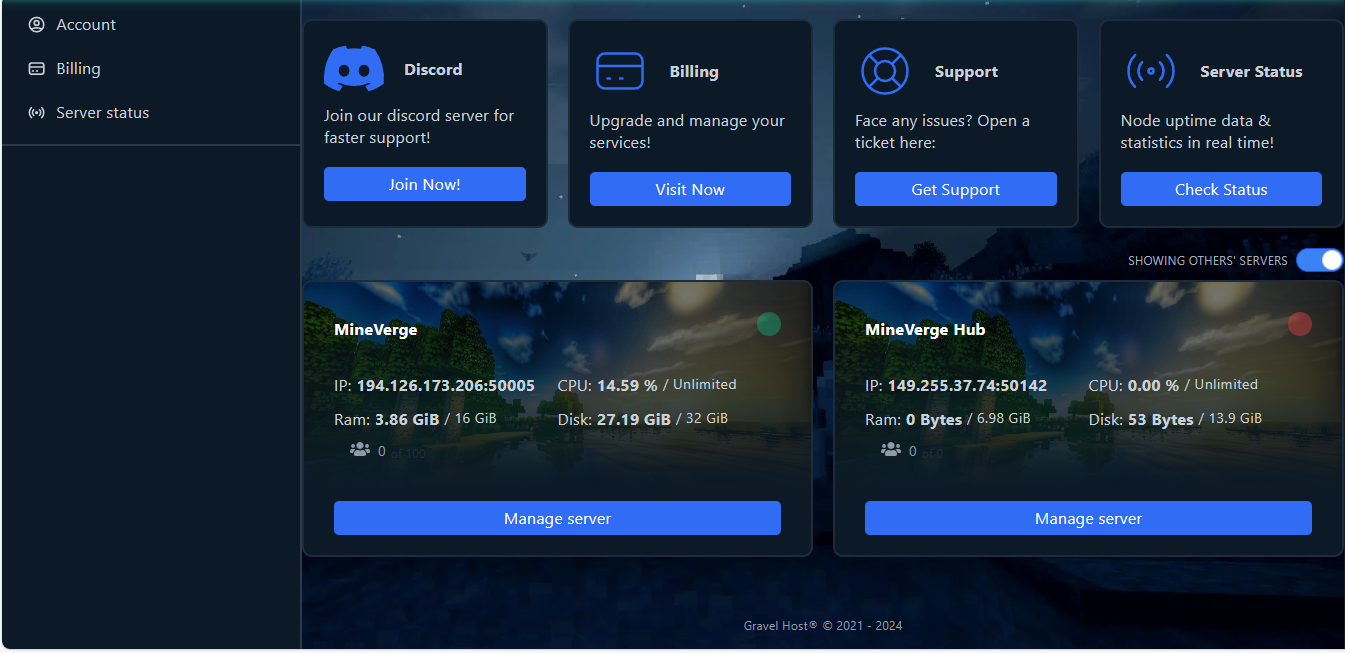 Account
Billing
Server status
Discord
Join our discord server for
faster support!
Join Now!
Billing
Upgrade and manage your
services!
Visit Now
Support
Face any issues? Open a
ticket here:
Get Support
Server Status
Node uptime data &
statistics in real time!
Check Status
SHOWING OTHERS' SERVERS
MineVerge
IP: 194.126.173.206:50005 CPU: 14.59 % / Unlimited
Ram: 3.86 GiB / 16 GiB Disk: 27.19 GiB / 32 GiB
0 of 100
Manage server
MineVerge Hub
IP: 149.255.37.74:50142 CPU: 0.00 % / Unlimited
Ram: 0 Bytes / 6.98 GiB Disk: 53 Bytes / 13.9 GiB
0 of 0
Manage server
Gravel Host® © 2021 - 2024